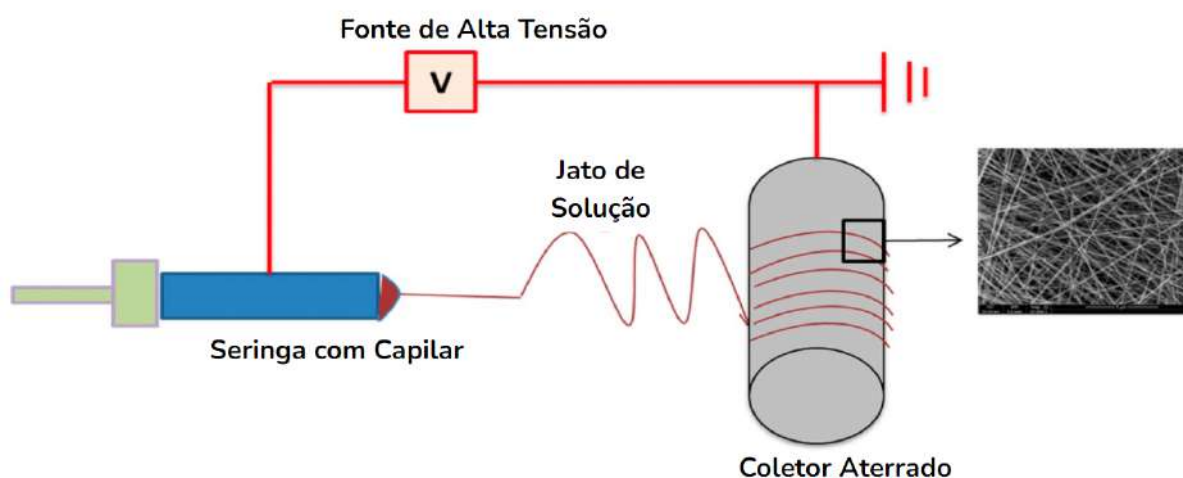 Fonte de Alta Tensão
V
Jato de
Solução
Seringa com Capilar
Coletor Aterrado